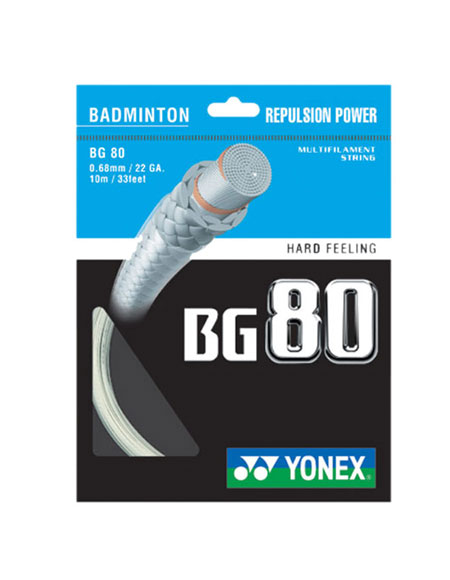 BADMINTON
REPULSION POWER
BG 80
0.68mm / 22 GA.
10m / 33feet
MULTIFILAMENT
STRING
HARD FEELING
BG80
YONEX